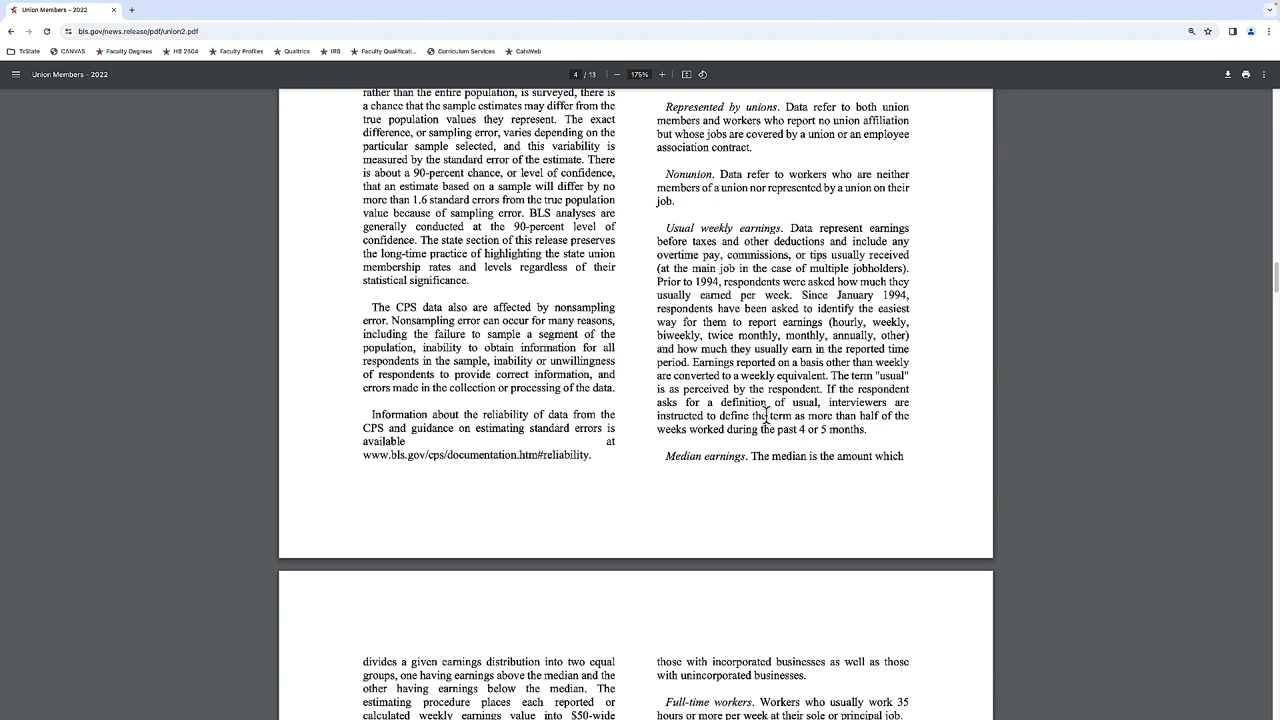 Union Members - 2022
bls.gov/news.release/pdf/union2.pdf
TxState
CANVAS
Faculty Degrees
HB 2504
Faculty Profiles
Qualtrics
IRB
Faculty Qualificati...
Curriculum Services
CatsWeb
Union Members - 2022
4 / 13
175%
rather than the entire population, is surveyed, there is
a chance that the sample estimates may differ from the
true population values they represent. The exact
difference, or sampling error, varies depending on the
particular sample selected, and this variability is
measured by the standard error of the estimate. There
is about a 90-percent chance, or level of confidence,
that an estimate based on a sample will differ by no
more than 1.6 standard errors from the true population
value because of sampling error. BLS analyses are
generally conducted at the 90-percent level of
confidence. The state section of this release preserves
the long-time practice of highlighting the state union
membership rates and levels regardless of their
statistical significance.
The CPS data also are affected by nonsampling
error. Nonsampling error can occur for many reasons,
including the failure to sample a segment of the
population, inability to obtain information for all
respondents in the sample, inability or unwillingness
of respondents to provide correct information, and
errors made in the collection or processing of the data.
Information about the reliability of data from the
CPS and guidance on estimating standard errors is
available at
www.bls.gov/cps/documentation.htm#reliability.
Represented by unions. Data refer to both union
members and workers who report no union affiliation
but whose jobs are covered by a union or an employee
association contract.
Nonunion. Data refer to workers who are neither
members of a union nor represented by a union on their
job.
Usual weekly earnings. Data represent earnings
before taxes and other deductions and include any
overtime pay, commissions, or tips usually received
(at the main job in the case of multiple jobholders).
Prior to 1994, respondents were asked how much they
usually earned per week. Since January 1994,
respondents have been asked to identify the easiest
way for them to report earnings (hourly, weekly,
biweekly, twice monthly, monthly, annually, other)
and how much they usually earn in the reported time
period. Earnings reported on a basis other than weekly
are converted to a weekly equivalent. The term "usual"
is as perceived by the respondent. If the respondent
asks for a definition of usual, interviewers are
instructed to define the term as more than half of the
weeks worked during the past 4 or 5 months.
Median earnings. The median is the amount which
divides a given earnings distribution into two equal
groups, one having earnings above the median and the
other having earnings below the median. The
estimating procedure places each reported or
calculated weekly earnings value into $50-wide
those with incorporated businesses as well as those
with unincorporated businesses.
Full-time workers. Workers who usually work 35
hours or more per week at their sole or principal job.